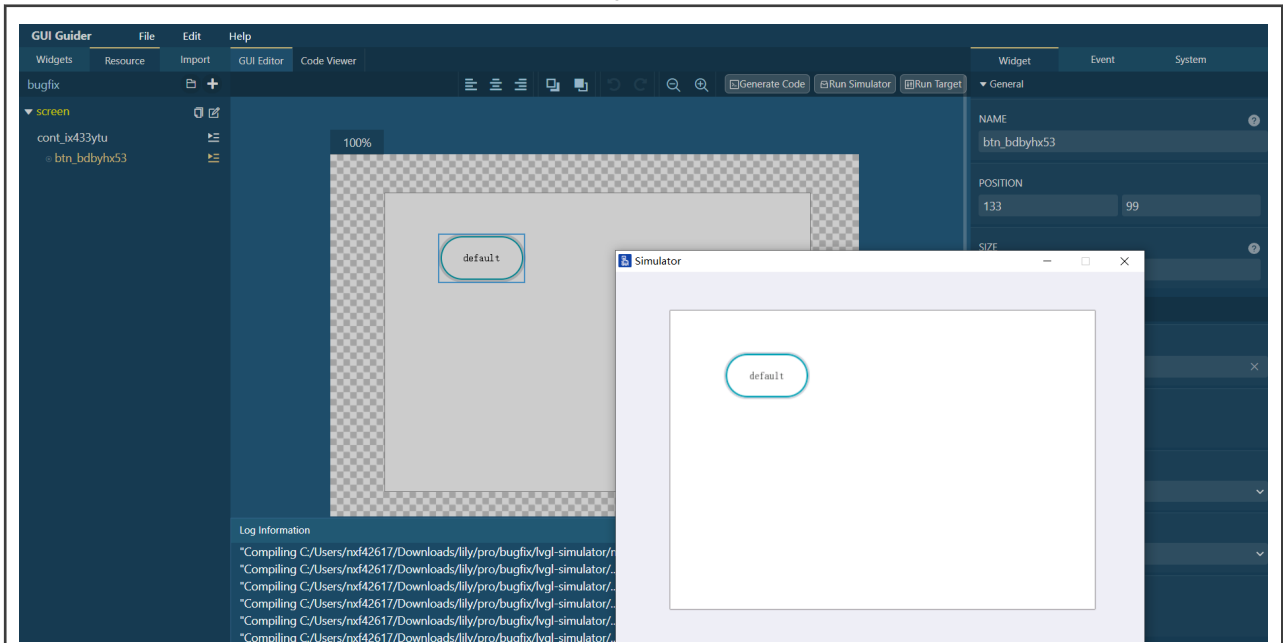 GUI Guider File Edit Help
Widgets Resource Import GUI Editor Code Viewer Widget Event System
bugfix Generate Code Run Simulator Run Target General
screen
NAME
cont_ix433ytu
100% btn_bdbyhx53
btn_bdbyhx53
POSITION
133 99
SIZE
default
Simulator
default
Log Information
"Compiling C:/Users/nxf42617/Downloads/lily/pro/bugfix/lvgl-simulator/
"Compiling C:/Users/nxf42617/Downloads/lily/pro/bugfix/lvgl-simulator/..
"Compiling C:/Users/nxf42617/Downloads/lily/pro/bugfix/lvgl-simulator/..
"Compiling C:/Users/nxf42617/Downloads/lily/pro/bugfix/lvgl-simulator/..
"Compiling C:/Users/nxf42617/Downloads/lily/pro/bugfix/lvgl-simulator/..
"Compiling C:/Users/nxf42617/Downloads/lily/pro/bugfix/lvgl-simulator/..